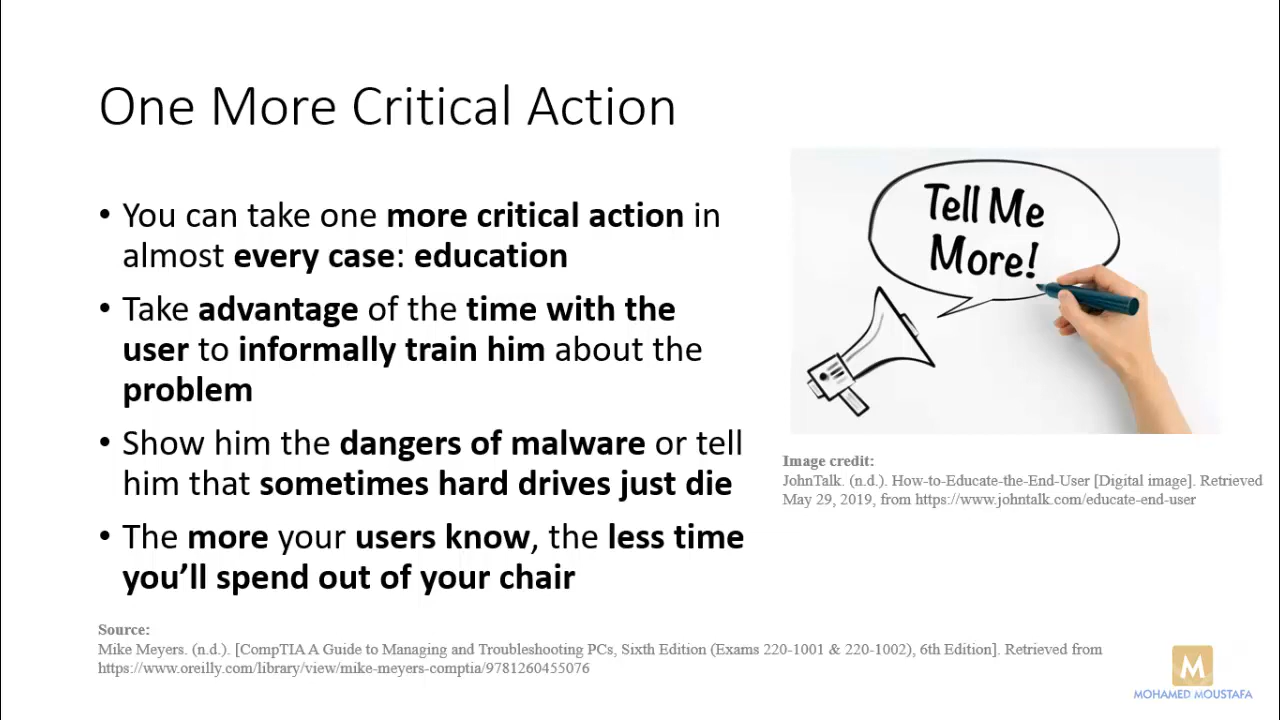 One More Critical Action
• You can take one more critical action in
almost every case: education
• Take advantage of the time with the
user to informally train him about the
problem
• Show him the dangers of malware or tell
him that sometimes hard drives just die
• The more your users know, the less time
you’ll spend out of your chair
Tell Me
More!
Image credit:
JohnTalk. (n.d.). How-to-Educate-the-End-User [Digital image]. Retrieved
May 29, 2019, from https://www.johntalk.com/educate-end-user
Source:
Mike Meyers. (n.d.). [CompTIA A Guide to Managing and Troubleshooting PCs, Sixth Edition (Exams 220-1001 & 220-1002), 6th Edition]. Retrieved from
https://www.oreilly.com/library/view/mike-meyers-comptia/9781260455076
M
MOHAMED MOUSTAFA